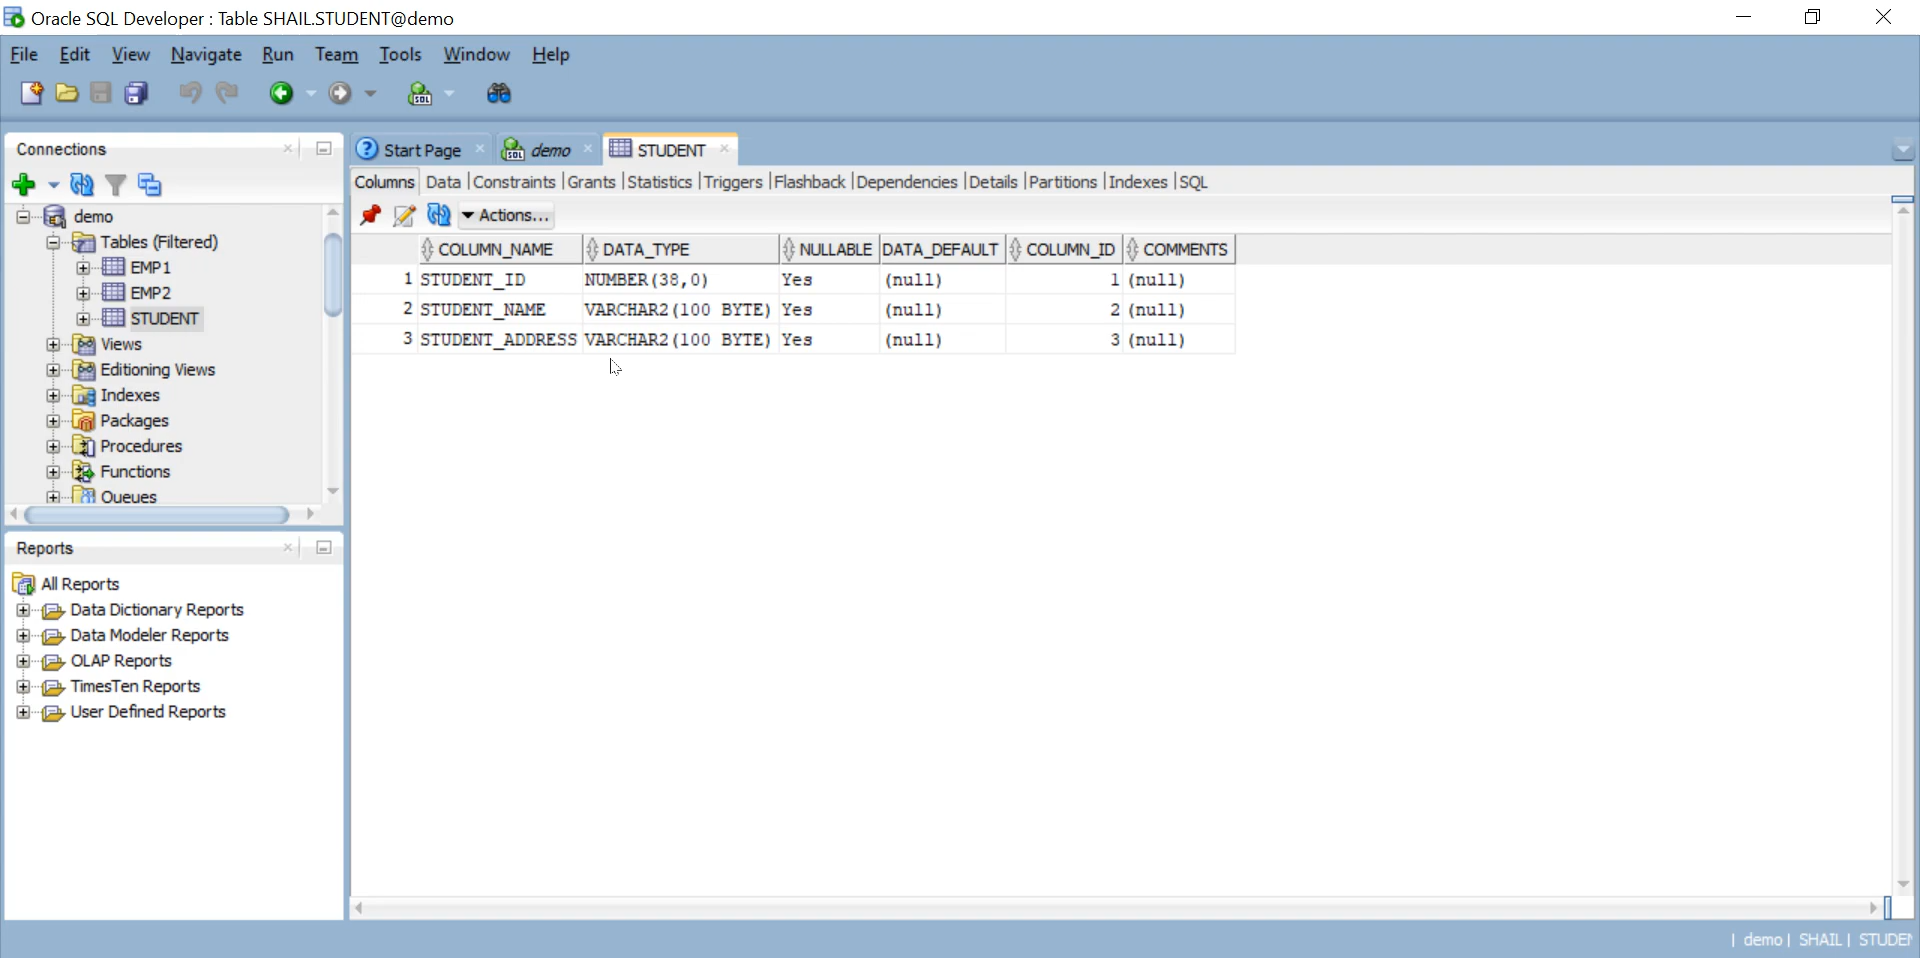 Oracle SQL Developer : Table SHAIL.STUDENT@demo
File Edit View Navigate Run Team Tools Window Help
Connections
demo
Tables (Filtered)
EMP1
EMP2
STUDENT
Views
Editioning Views
Indexes
Packages
Procedures
Functions
Queues
Reports
All Reports
Data Dictionary Reports
Data Modeler Reports
OLAP Reports
TimesTen Reports
User Defined Reports
Start Page demo STUDENT
Columns Data Constraints Grants Statistics Triggers Flashback Dependencies Details Partitions Indexes SQL
Actions...
COLUMN_NAME DATA_TYPE NULLABLE DATA_DEFAULT COLUMN_ID COMMENTS
1 STUDENT_ID NUMBER(38,0) Yes (null) 1 (null)
2 STUDENT_NAME VARCHAR2(100 BYTE) Yes (null) 2 (null)
3 STUDENT_ADDRESS VARCHAR2(100 BYTE) Yes (null) 3 (null)
| demo | SHAIL | STUDEN